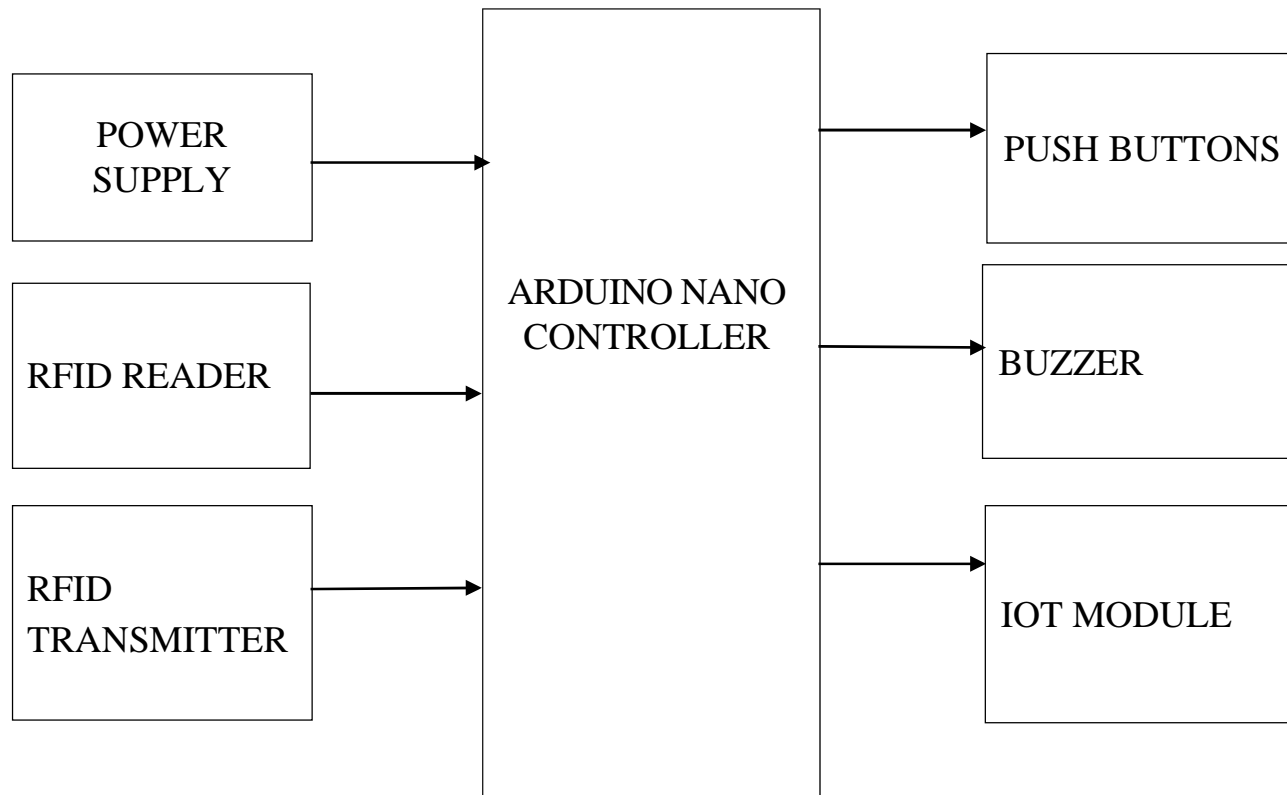 POWER
SUPPLY
RFID READER
RFID
TRANSMITTER
ARDUINO NANO
CONTROLLER
PUSH BUTTONS
BUZZER
IOT MODULE